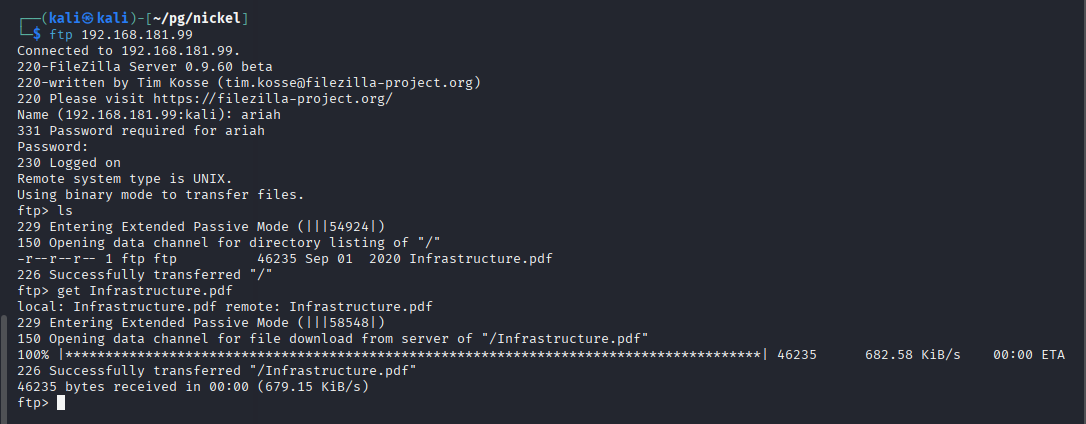 ┌──(kali㉿kali)-[~/pg/nickel]
└─$ ftp 192.168.181.99
Connected to 192.168.181.99.
220-FileZilla Server 0.9.60 beta
220-written by Tim Kosse (tim.kosse@filezilla-project.org)
220 Please visit https://filezilla-project.org/
Name (192.168.181.99:kali): ariah
331 Password required for ariah
Password:
230 Logged on
Remote system type is UNIX.
Using binary mode to transfer files.
ftp> ls
229 Entering Extended Passive Mode (|||54924|)
150 Opening data channel for directory listing of "/"
-r--r--r-- 1 ftp ftp          46235 Sep 01  2020 Infrastructure.pdf
226 Successfully transferred "/"
ftp> get Infrastructure.pdf
local: Infrastructure.pdf remote: Infrastructure.pdf
229 Entering Extended Passive Mode (|||58548|)
150 Opening data channel for file download from server of "/Infrastructure.pdf"
100% |***************************************************************************************| 46235      682.58 KiB/s    00:00 ETA
226 Successfully transferred "/Infrastructure.pdf"
46235 bytes received in 00:00 (679.15 KiB/s)
ftp>